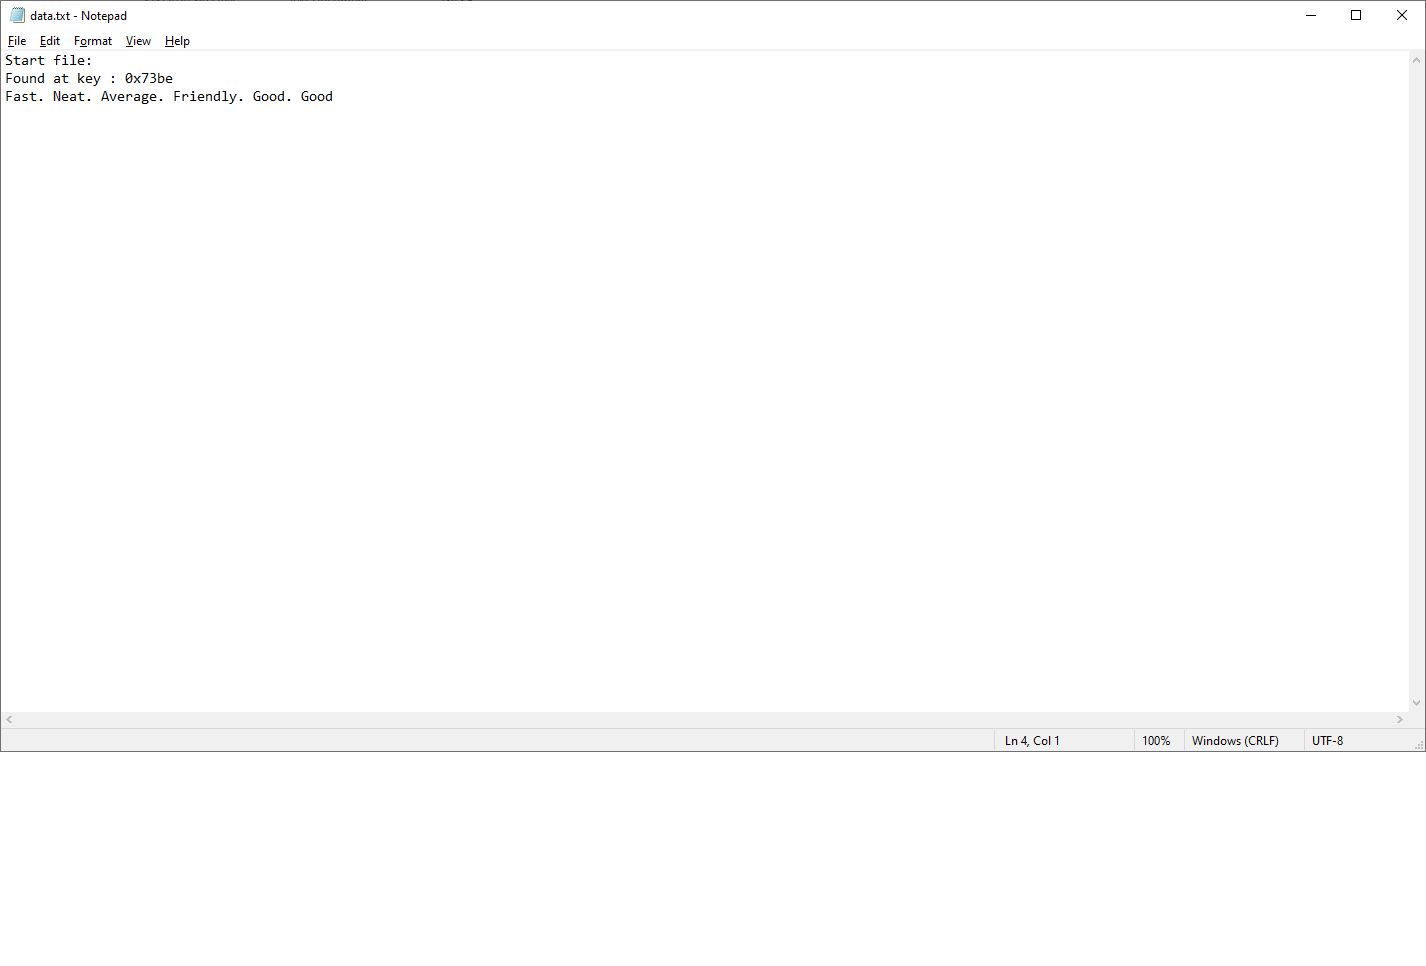 data.txt - Notepad
File Edit Format View Help
Start file:
Found at key : 0x73be
Fast. Neat. Average. Friendly. Good. Good
Ln 4, Col 1 100% Windows (CRLF) UTF-8